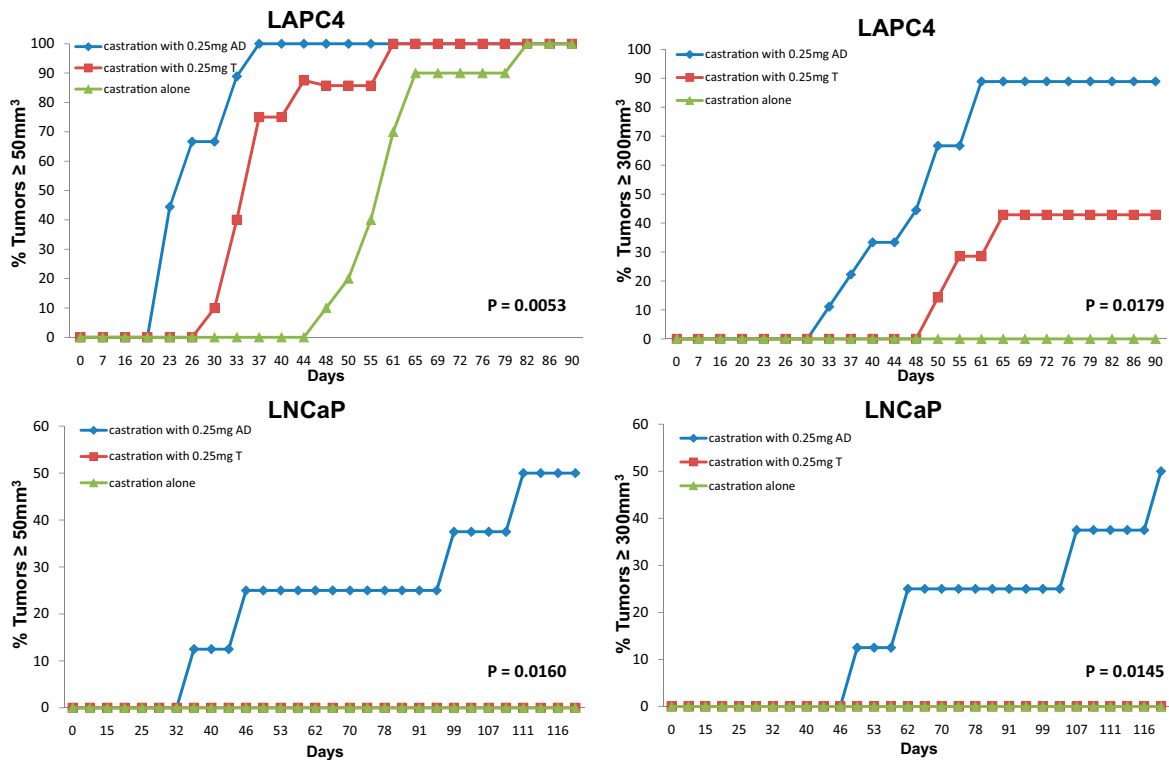 LAPC4
castration with 0.25mg AD
castration with 0.25mg T
castration alone
% Tumors ≥ 50mm³
100
90
80
70
60
50
40
30
20
10
0
P = 0.0053
0 7 16 20 23 26 30 33 37 40 44 48 50 55 61 65 69 72 76 79 82 86 90
Days
LAPC4
castration with 0.25mg AD
castration with 0.25mg T
castration alone
% Tumors ≥ 300mm³
100
90
80
70
60
50
40
30
20
10
0
P = 0.0179
0 7 16 20 23 26 30 33 37 40 44 48 50 55 61 65 69 72 76 79 82 86 90
Days
LNCaP
castration with 0.25mg AD
castration with 0.25mg T
castration alone
% Tumors ≥ 50mm³
60
50
40
30
20
10
0
P = 0.0160
0 15 25 32 46 53 62 70 78 91 99 111 116
Days
LNCaP
castration with 0.25mg AD
castration with 0.25mg T
castration alone
% Tumors ≥ 300mm³
60
50
40
30
20
10
0
P = 0.0145
0 15 25 32 40 46 53 62 70 78 91 99 107 111 116
Days